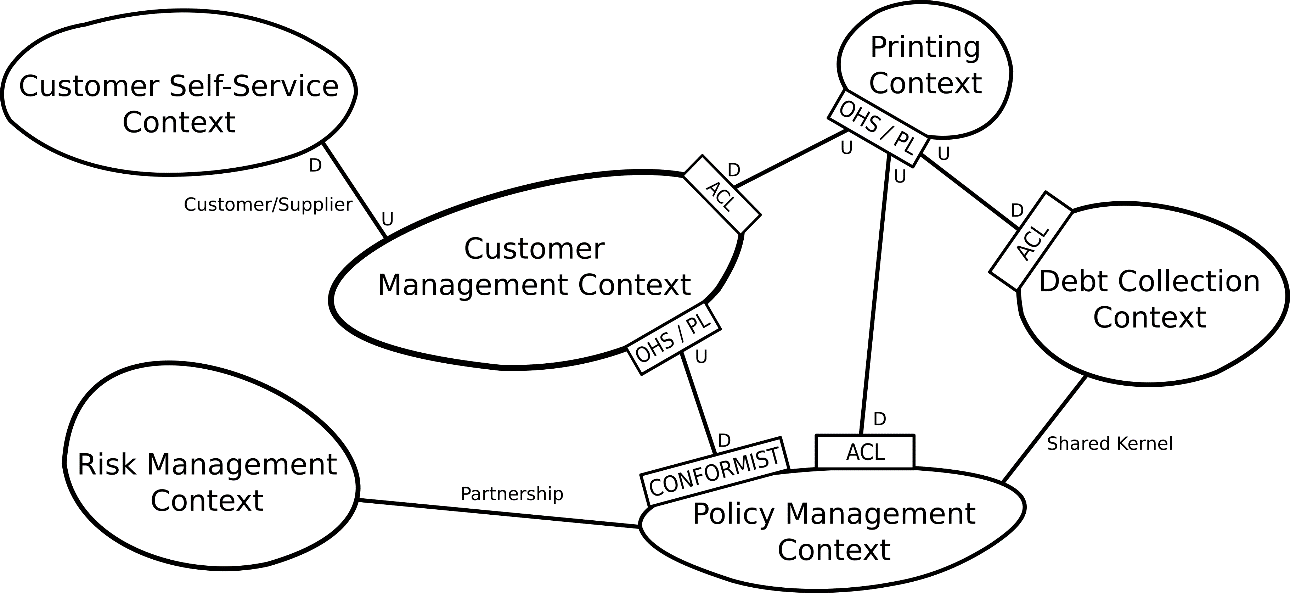 Customer Self-Service
Context
D
Customer/Supplier
U
Printing
Context
OHS / PL
U
U
U
D
ACL
Customer
Management Context
OHS / PL
U
D
ACL
Debt Collection
Context
D
CONFORMIST
D
ACL
Shared Kernel
Risk Management
Context
Partnership
Policy Management
Context